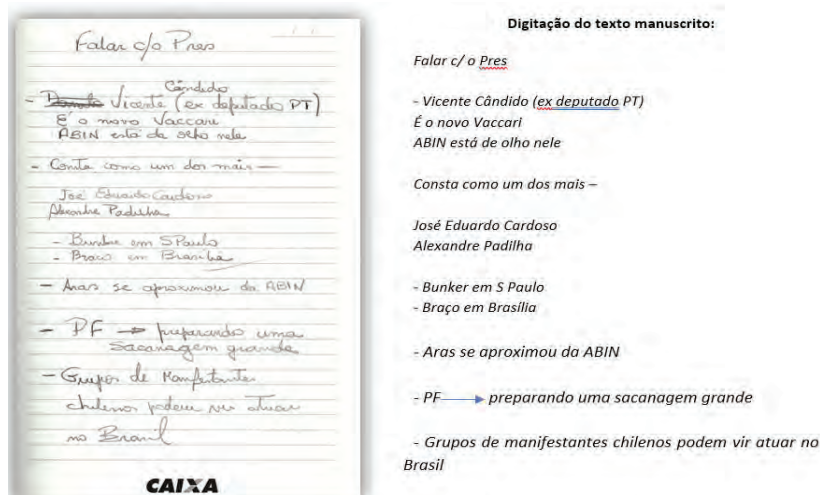 Falar c/o Pres
Cândido
- Vicente (ex deputado PT)
É o novo Vaccari
ABIN está de olho nele
- Consta como um dos mais —
José Eduardo Cardoso
Alexandre Padilha
- Bunker em SPaulo
- Braço em Brasília
- Aras se aproximou da ABIN
- PF → preparando uma
sacanagem grande
- Grupos de Manifestantes
chilenos podem vir atuar
no Brasil
CAIXA
Digitação do texto manuscrito:
Falar c/ o Pres
- Vicente Cândido (ex deputado PT)
É o novo Vaccari
ABIN está de olho nele
Consta como um dos mais –
José Eduardo Cardoso
Alexandre Padilha
- Bunker em S Paulo
- Braço em Brasília
- Aras se aproximou da ABIN
- PF → preparando uma sacanagem grande
- Grupos de manifestantes chilenos podem vir atuar no
Brasil